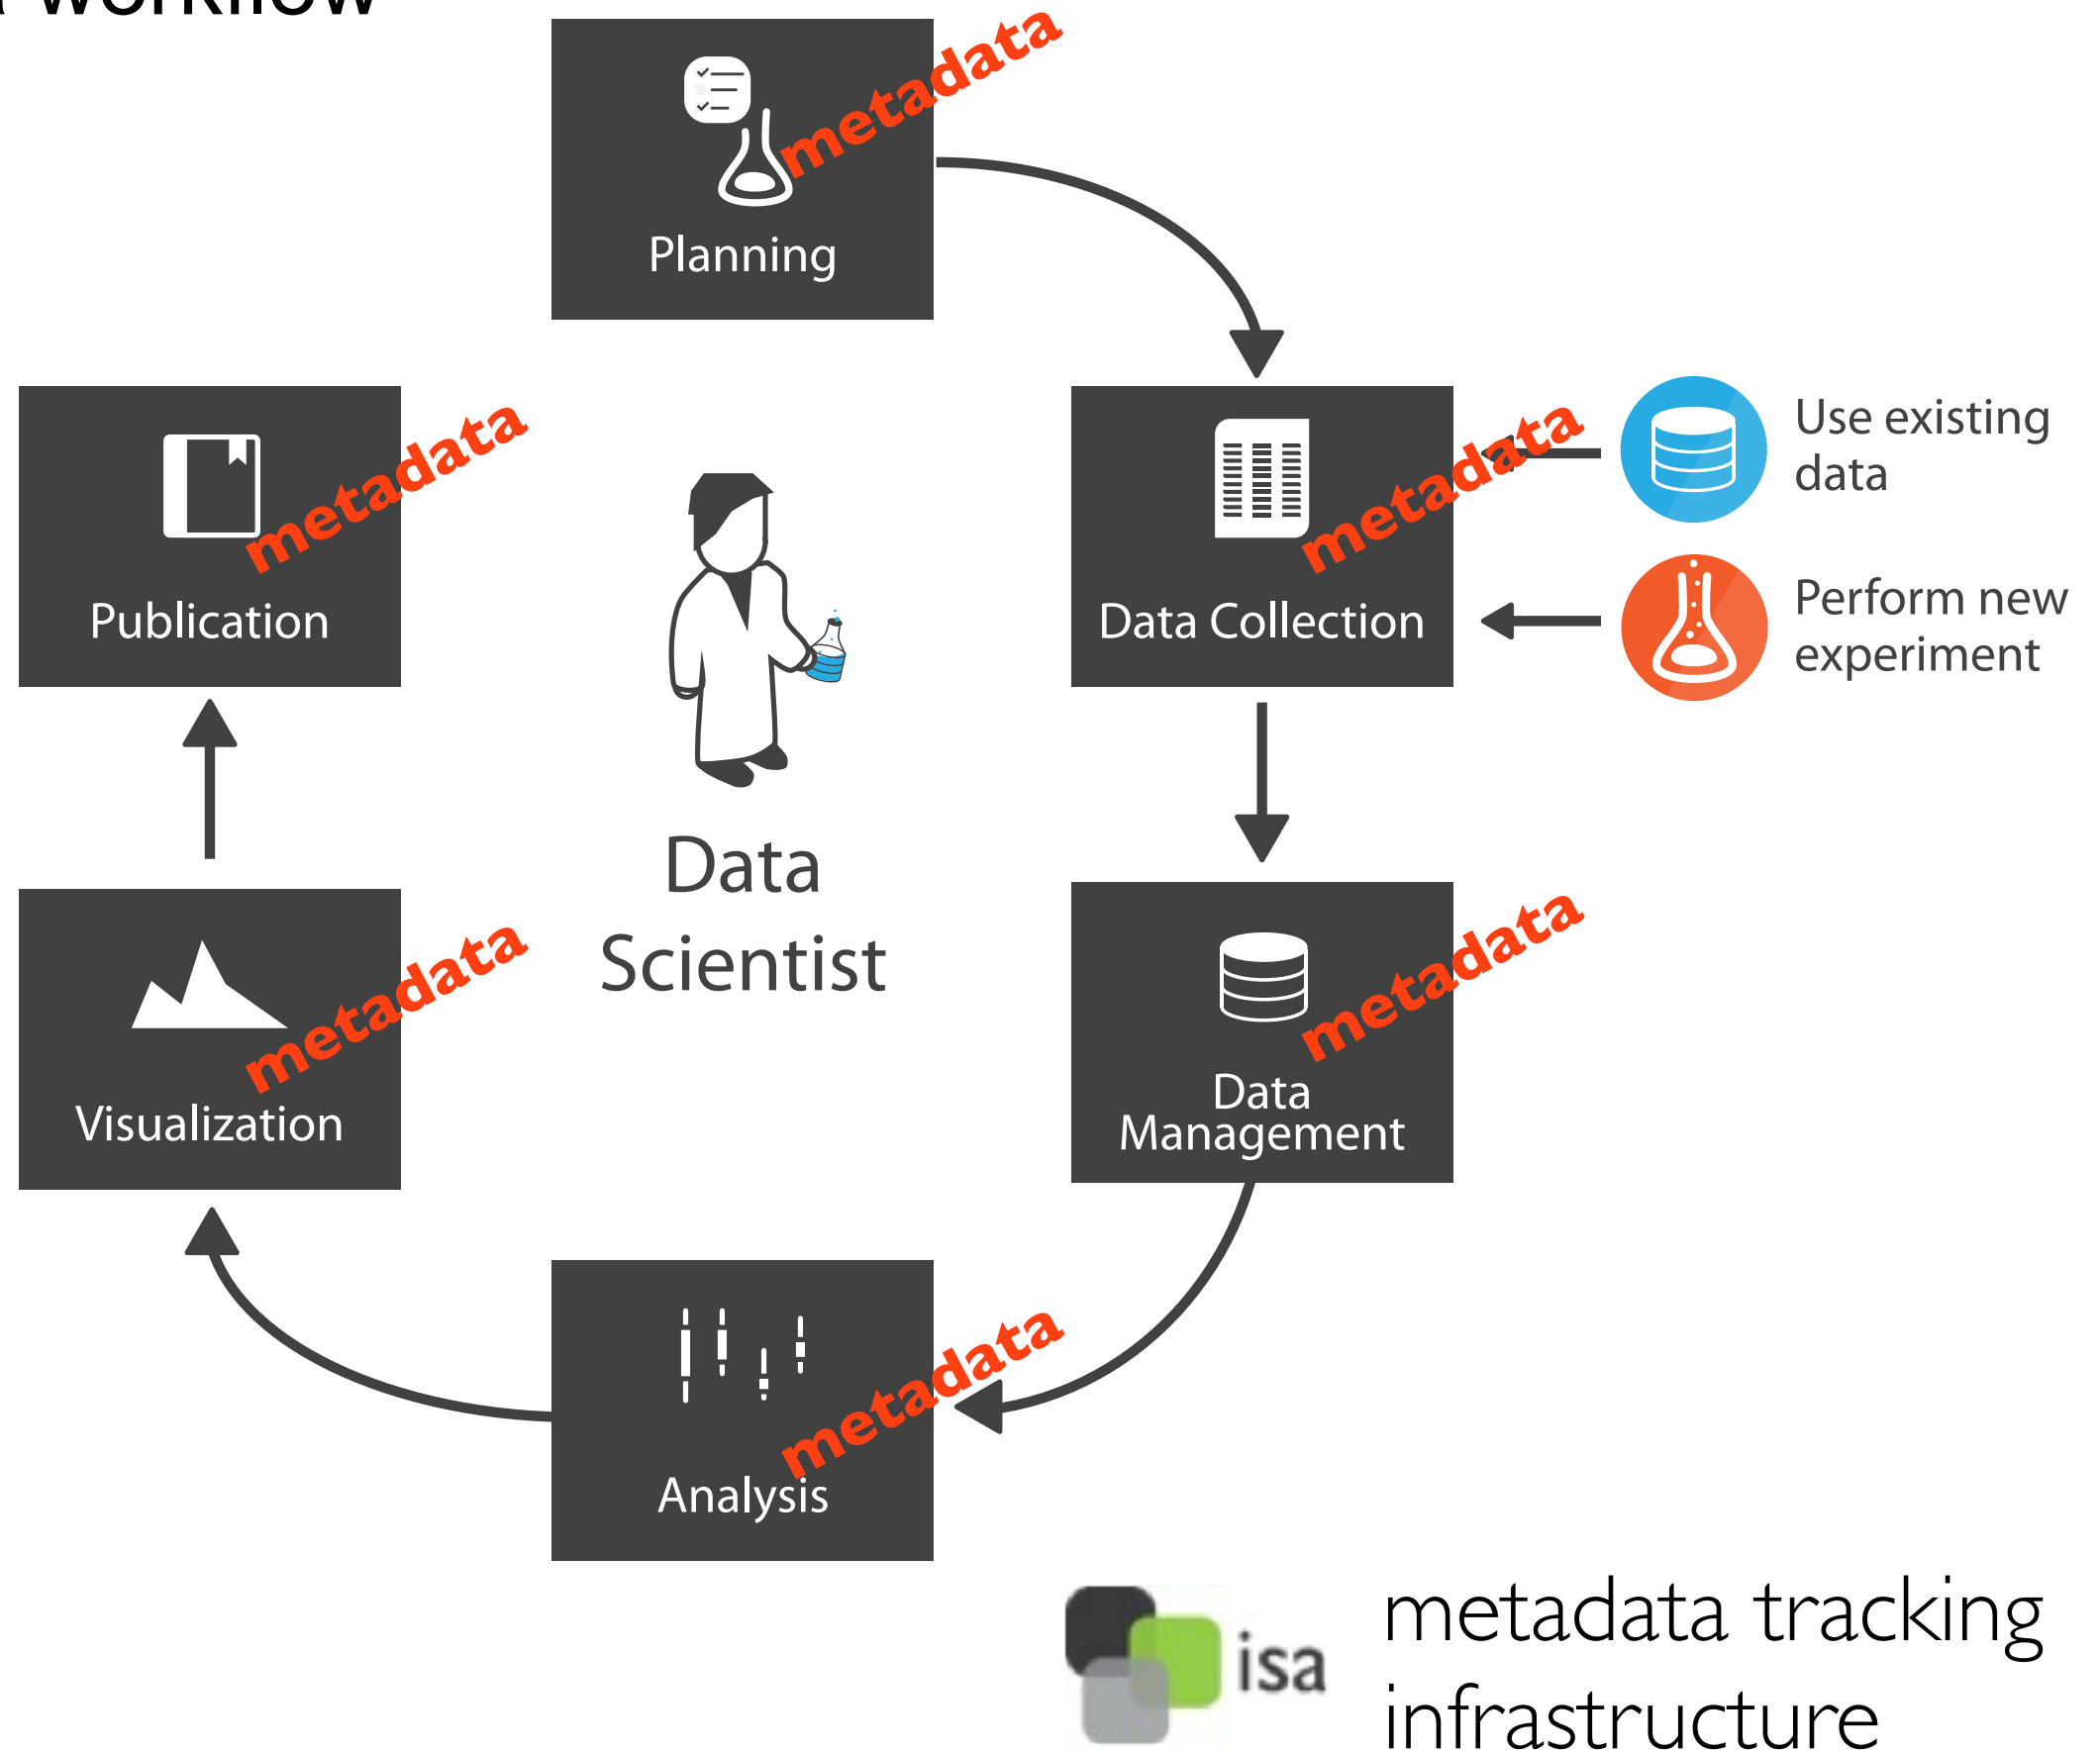 workflow
metadata
Planning
metadata
Publication
metadata
Data Collection
Use existing
data
Perform new
experiment
Data
Scientist
metadata
Visualization
metadata
Data
Management
metadata
Analysis
isa
metadata tracking
infrastructure